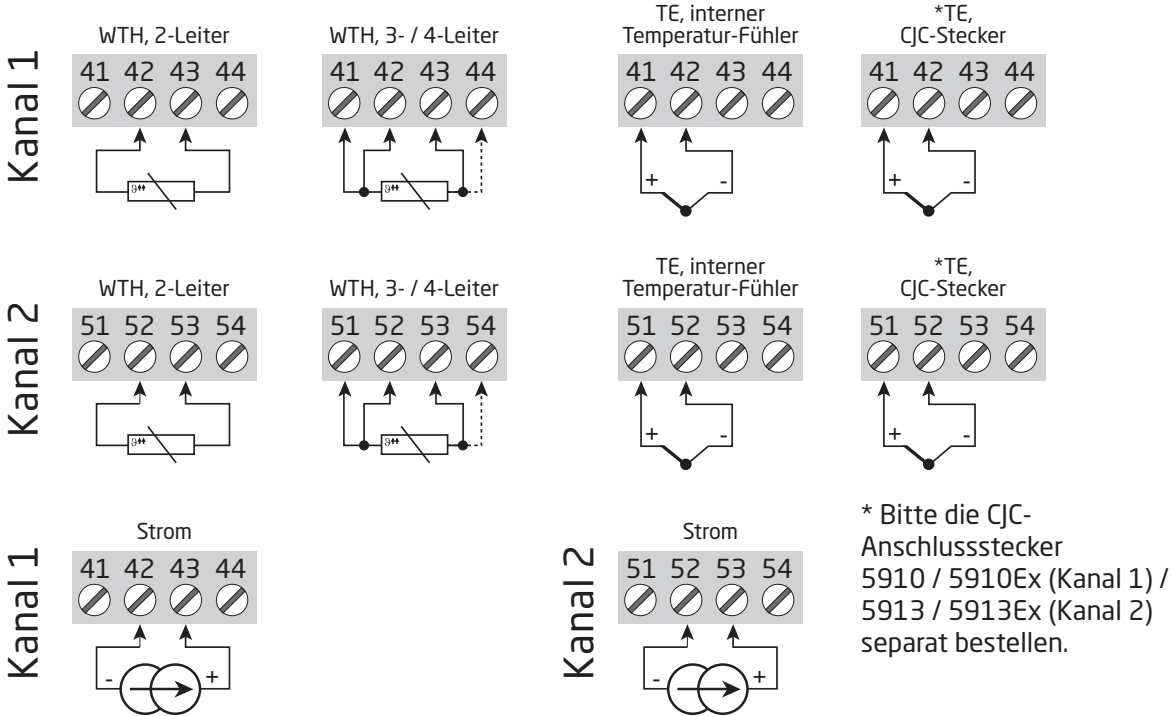 Kanal 1
WTH, 2-Leiter
41 42 43 44
WTH, 3- / 4-Leiter
41 42 43 44
+ -
TE, interner
Temperatur-Fühler
41 42 43 44
+ -
*TE,
CJC-Stecker
41 42 43 44
Kanal 2
WTH, 2-Leiter
51 52 53 54
WTH, 3- / 4-Leiter
51 52 53 54
TE, interner
Temperatur-Fühler
51 52 53 54
+ -
*TE,
CJC-Stecker
51 52 53 54
+ -
Kanal 1
Strom
41 42 43 44
- +
Kanal 2
Strom
51 52 53 54
- +
* Bitte die CJC-
Anschlussstecker
5910 / 5910Ex (Kanal 1) /
5913 / 5913Ex (Kanal 2)
separat bestellen.